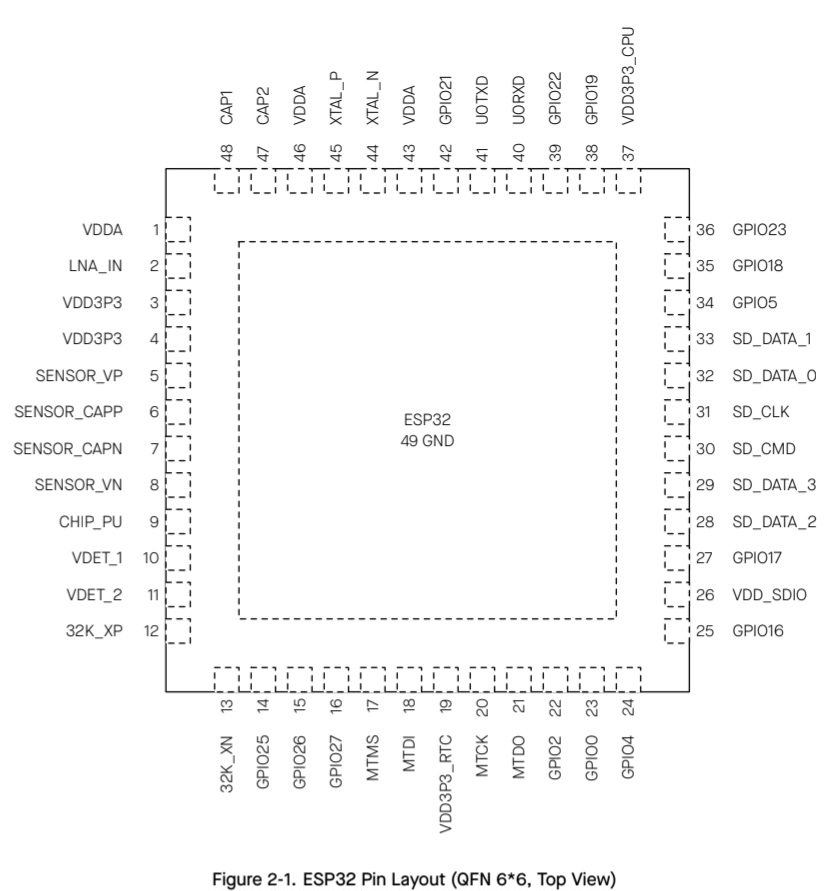 CAP1
CAP2
VDDA
XTAL_P
XTAL_N
VDDA
GPIO21
U0TXD
U0RXD
GPIO22
GPIO19
VDD3P3_CPU
48
47
46
45
44
43
42
41
40
39
38
37
VDDA 1
LNA_IN 2
VDD3P3 3
VDD3P3 4
SENSOR_VP 5
SENSOR_CAPP 6
SENSOR_CAPN 7
SENSOR_VN 8
CHIP_PU 9
VDET_1 10
VDET_2 11
32K_XP 12
ESP32
49 GND
36 GPIO23
35 GPIO18
34 GPIO5
33 SD_DATA_1
32 SD_DATA_0
31 SD_CLK
30 SD_CMD
29 SD_DATA_3
28 SD_DATA_2
27 GPIO17
26 VDD_SDIO
25 GPIO16
13
14
15
16
17
18
19
20
21
22
23
24
32K_XN
GPIO25
GPIO26
GPIO27
MTMS
MTDI
VDD3P3_RTC
MTCK
MTDO
GPIO2
GPIO0
GPIO4
Figure 2-1. ESP32 Pin Layout (QFN 6*6, Top View)